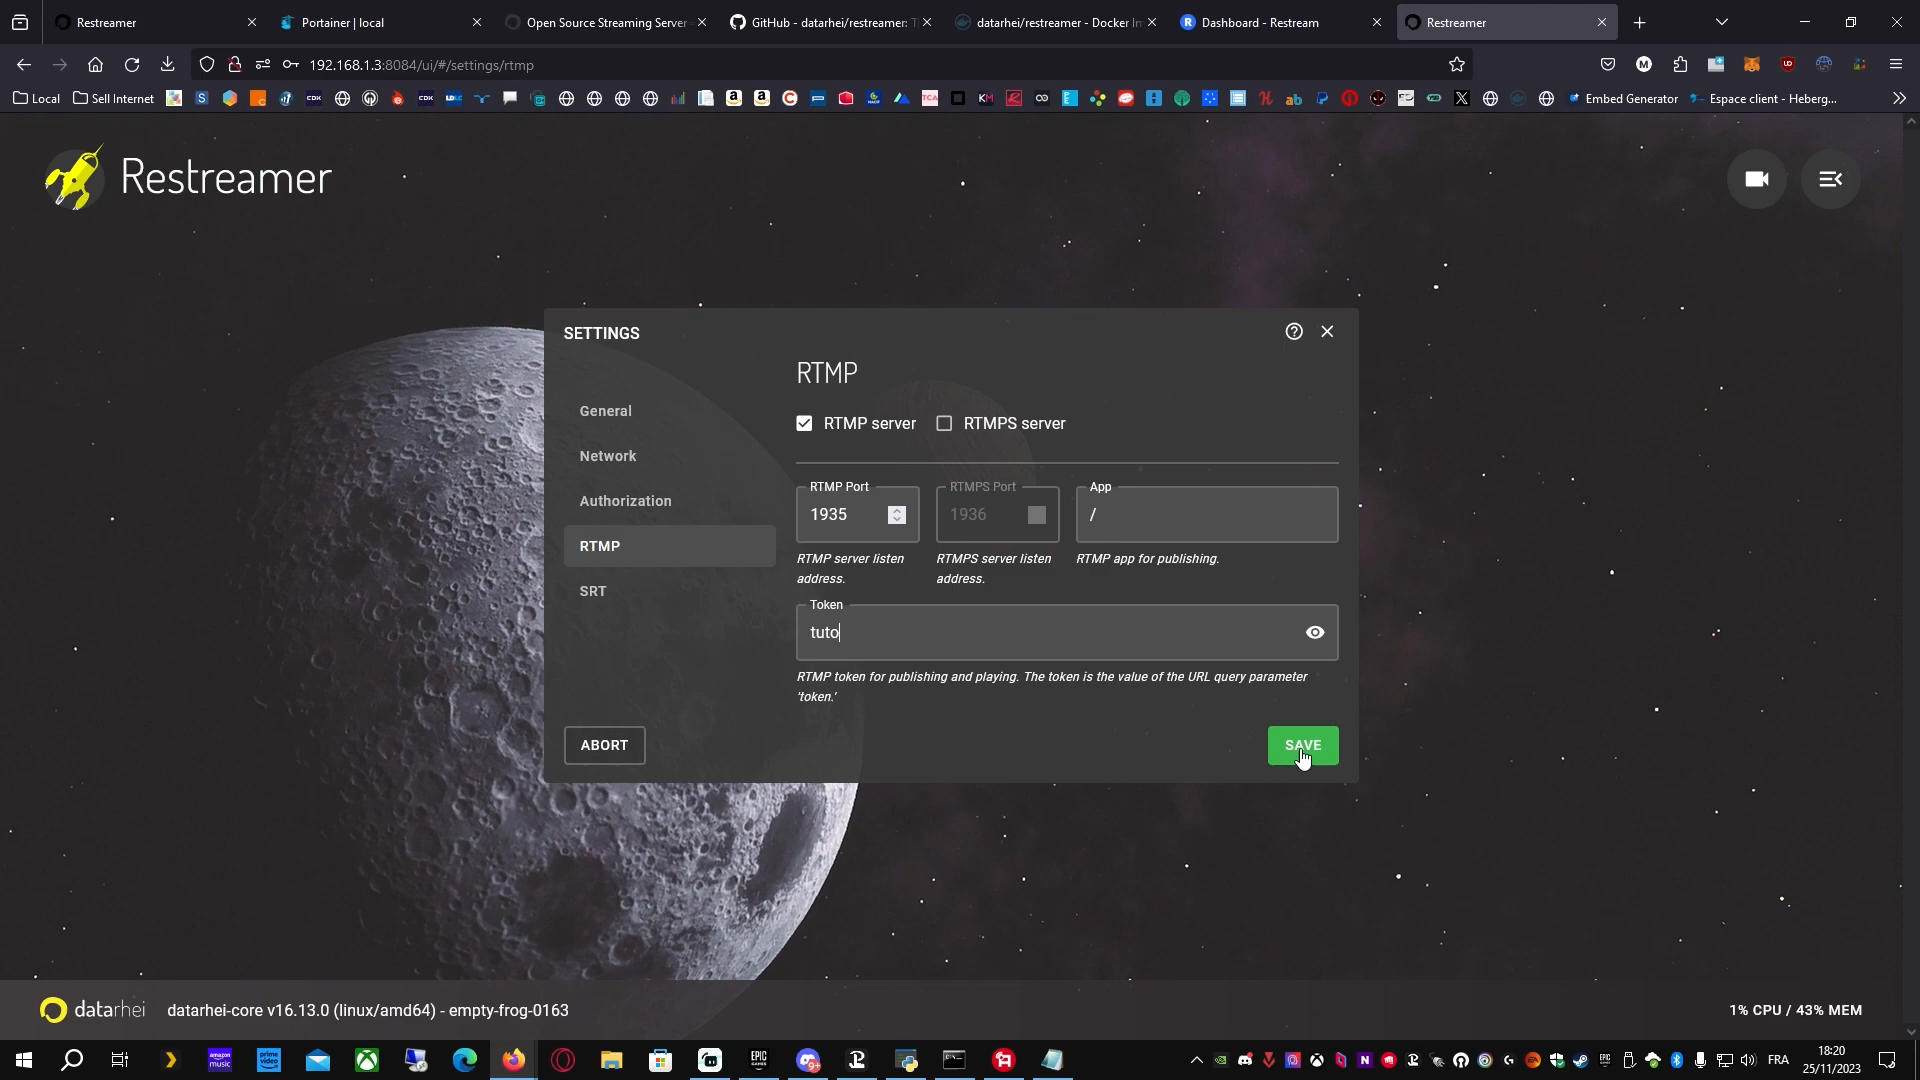 Restreamer
Portainer | local
Open Source Streaming Server -
GitHub - datarhei/restreamer: T
datarhei/restreamer - Docker Im
Dashboard - Restream
Restreamer
192.168.1.3:8084/ui/#/settings/rtmp
Local
Sell Internet
Embed Generator
Espace client - Heberg...
Restreamer
SETTINGS
General
Network
Authorization
RTMP
SRT
RTMP
RTMP server
RTMPS server
RTMP Port
1935
RTMP server listen
address.
RTMPS Port
1936
RTMPS server listen
address.
App
/
RTMP app for publishing.
Token
tuto
RTMP token for publishing and playing. The token is the value of the URL query parameter
'token.'
ABORT
SAVE
datarhei
datarhei-core v16.13.0 (linux/amd64) - empty-frog-0163
1% CPU / 43% MEM
FRA
18:20
25/11/2023